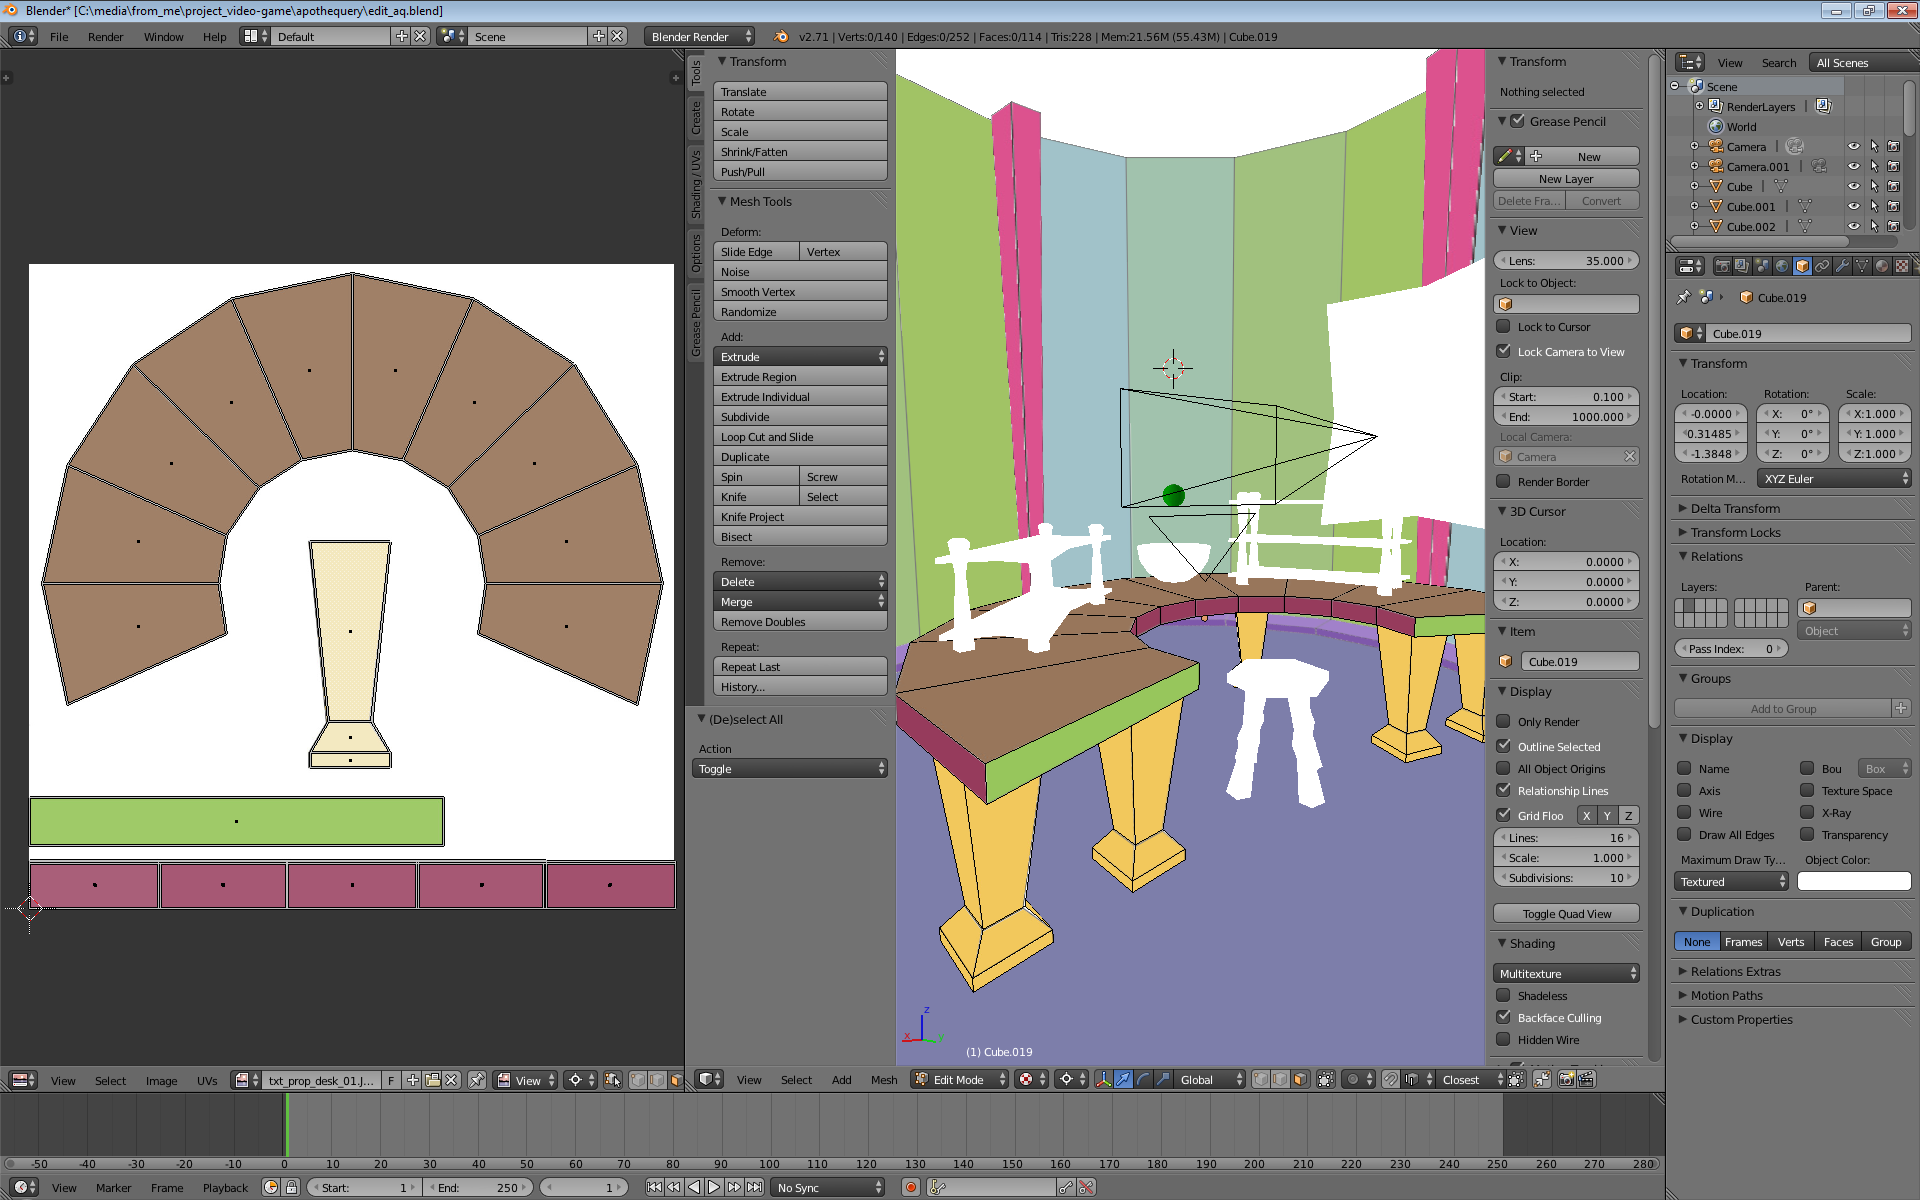 Blender* [C:\media\from_me\project_video-game\apothequery\edit_aq.blend]
File Render Window Help Default Scene Blender Render v2.71 | Verts:0/140 | Edges:0/252 | Faces:0/114 | Tris:228 | Mem:21.56M (55.43M) | Cube.019
Tools
Create
Shading / UVs
Options
Grease Pencil
Transform
Translate
Rotate
Scale
Shrink/Fatten
Push/Pull
Mesh Tools
Deform:
Slide Edge Vertex
Noise
Smooth Vertex
Randomize
Add:
Extrude
Extrude Region
Extrude Individual
Subdivide
Loop Cut and Slide
Duplicate
Spin Screw
Knife Select
Knife Project
Bisect
Remove:
Delete
Merge
Remove Doubles
Repeat:
Repeat Last
History...
(De)select All
Action
Toggle
z
x
(1) Cube.019
Transform
Nothing selected
Grease Pencil
New
New Layer
Delete Fra... Convert
View
Lens: 35.000
Lock to Object:
Lock to Cursor
Lock Camera to View
Clip:
Start: 0.100
End: 1000.000
Local Camera:
Camera
Render Border
3D Cursor
Location:
X: 0.0000
Y: 0.0000
Z: 0.0000
Item
Cube.019
Display
Only Render
Outline Selected
All Object Origins
Relationship Lines
Grid Floo X Y Z
Lines: 16
Scale: 1.000
Subdivisions: 10
Toggle Quad View
Shading
Multitexture
Shadeless
Backface Culling
Hidden Wire
View Search All Scenes
Scene
RenderLayers |
World
Camera |
Camera.001 |
Cube |
Cube.001 |
Cube.002 |
Cube.019
Cube.019
Transform
Location: Rotation: Scale:
-0.0000 X: 0° X:1.000
0.31485 Y: 0° Y: 1.000
-1.3848 Z: 0° Z:1.000
Rotation M... XYZ Euler
Delta Transform
Transform Locks
Relations
Layers: Parent:
Object
Pass Index: 0
Groups
Add to Group
Display
Name Bou Box
Axis Texture Space
Wire X-Ray
Draw All Edges Transparency
Maximum Draw Ty... Object Color:
Textured
Duplication
None Frames Verts Faces Group
Relations Extras
Motion Paths
Custom Properties
View Select Image UVs txt_prop_desk_01.J... F View
View Select Add Mesh Edit Mode Global Closest
-50 -40 -30 -20 -10 0 10 20 30 40 50 60 70 80 90 100 110 120 130 140 150 160 170 180 190 200 210 220 230 240 250 260 270 280
View Marker Frame Playback Start: 1 End: 250 1 No Sync